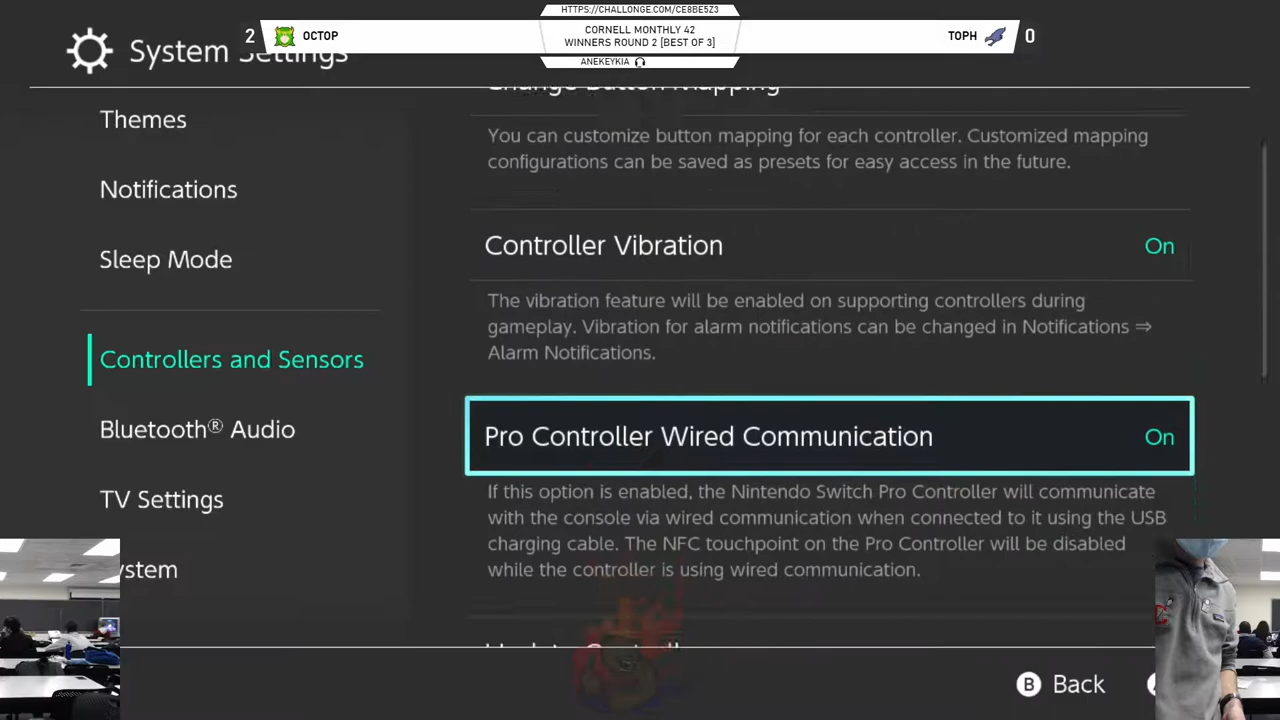 HTTPS://CHALLONGE.COM/CE8BE5Z3
2 OCTOP
CORNELL MONTHLY 42
WINNERS ROUND 2 [BEST OF 3]
TOPH 0
ANEKEYKIA
System Settings
Themes
Notifications
Sleep Mode
Controllers and Sensors
Bluetooth® Audio
TV Settings
System
Change Button Mapping
You can customize button mapping for each controller. Customized mapping
configurations can be saved as presets for easy access in the future.
Controller Vibration On
The vibration feature will be enabled on supporting controllers during
gameplay. Vibration for alarm notifications can be changed in Notifications ⇒
Alarm Notifications.
Pro Controller Wired Communication On
If this option is enabled, the Nintendo Switch Pro Controller will communicate
with the console via wired communication when connected to it using the USB
charging cable. The NFC touchpoint on the Pro Controller will be disabled
while the controller is using wired communication.
B Back